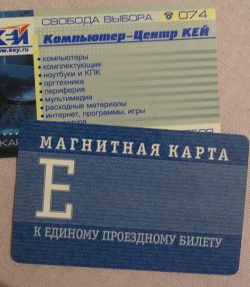 СВОБОДА ВЫБОРА ☎ 074
КЕЙ
www.key.ru
Компьютер-Центр КЕЙ
• компьютеры
• комплектующие
• ноутбуки и КПК
• оргтехника
• периферия
• мультимедиа
• расходные материалы
• интернет, программы, игры
МАГНИТНАЯ КАРТА
Е
К ЕДИНОМУ ПРОЕЗДНОМУ БИЛЕТУ